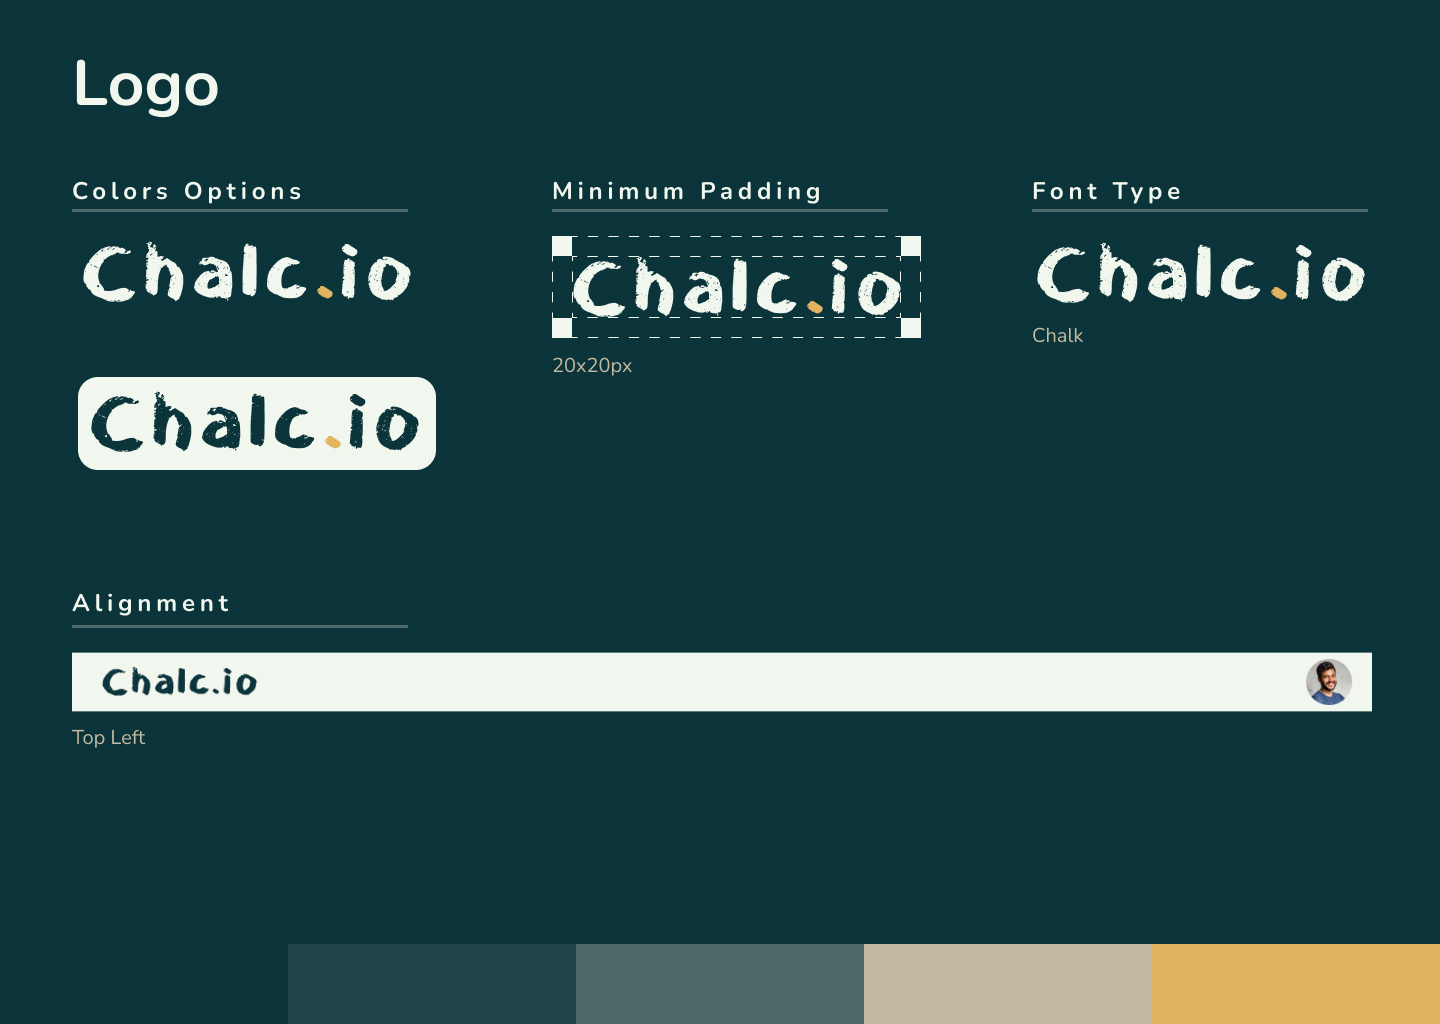 Logo
Colors Options
Chalc.io
Chalc.io
Minimum Padding
Chalc.io
20x20px
Font Type
Chalc.io
Chalk
Alignment
Chalc.io
Top Left